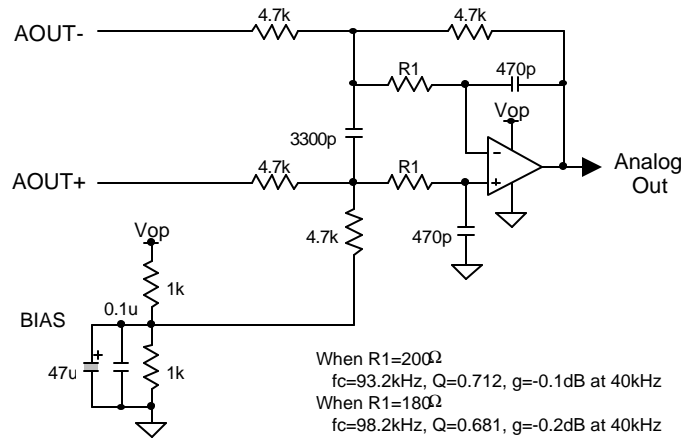 4.7k 4.7k
AOUT-
R1 470p
Vop
3300p
-
4.7k R1 + Analog Out
AOUT+
Vop 4.7k 470p
1k
0.1u
BIAS
+
47u 1k
When R1=200Ω
fc=93.2kHz, Q=0.712, g=-0.1dB at 40kHz
When R1=180Ω
fc=98.2kHz, Q=0.681, g=-0.2dB at 40kHz